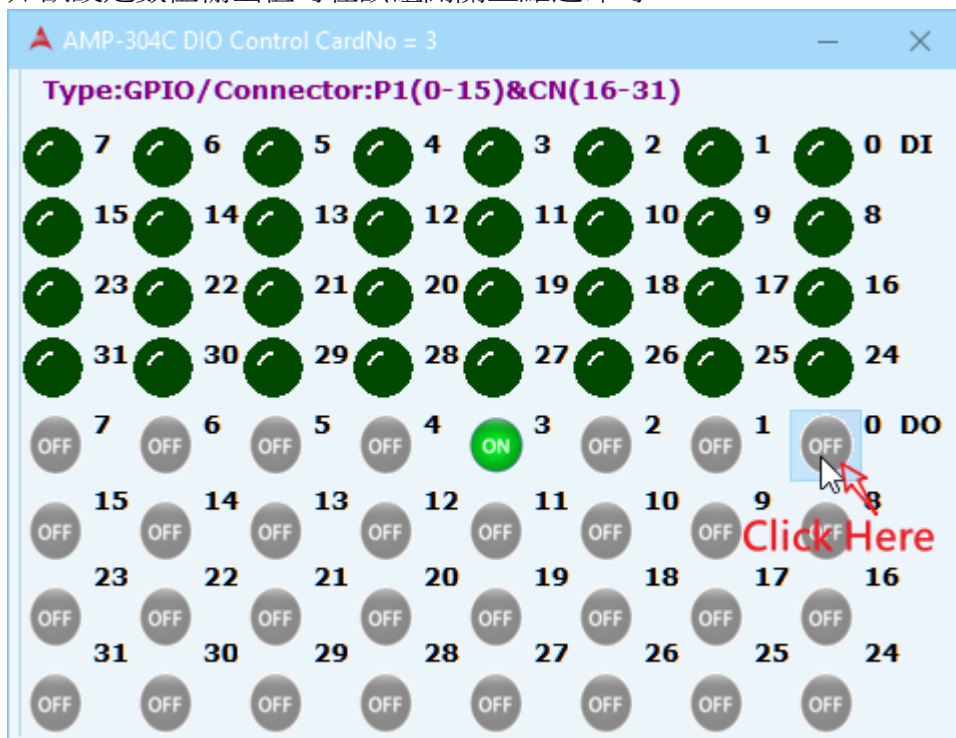 AMP-304C DIO Control CardNo = 3
Type:GPIO/Connector:P1(0-15)&CN(16-31)
7 6 5 4 3 2 1 0 DI
15 14 13 12 11 10 9 8
23 22 21 20 19 18 17 16
31 30 29 28 27 26 25 24
7 6 5 4 3 2 1 0 DO
OFF OFF OFF OFF ON OFF OFF OFF
15 14 13 12 11 10 9 8
OFF OFF OFF OFF OFF OFF OFF OFF
Click Here
23 22 21 20 19 18 17 16
OFF OFF OFF OFF OFF OFF OFF OFF
31 30 29 28 27 26 25 24
OFF OFF OFF OFF OFF OFF OFF OFF